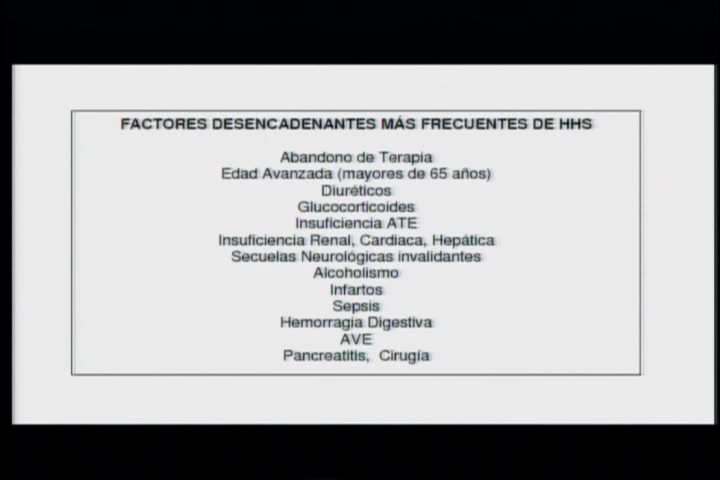 FACTORES DESENCADENANTES MÁS FRECUENTES DE HHS
Abandono de Terapia
Edad Avanzada (mayores de 65 años)
Diuréticos
Glucocorticoides
Insuficiencia ATE
Insuficiencia Renal, Cardiaca, Hepática
Secuelas Neurológicas invalidantes
Alcoholismo
Infartos
Sepsis
Hemorragia Digestiva
AVE
Pancreatitis, Cirugía